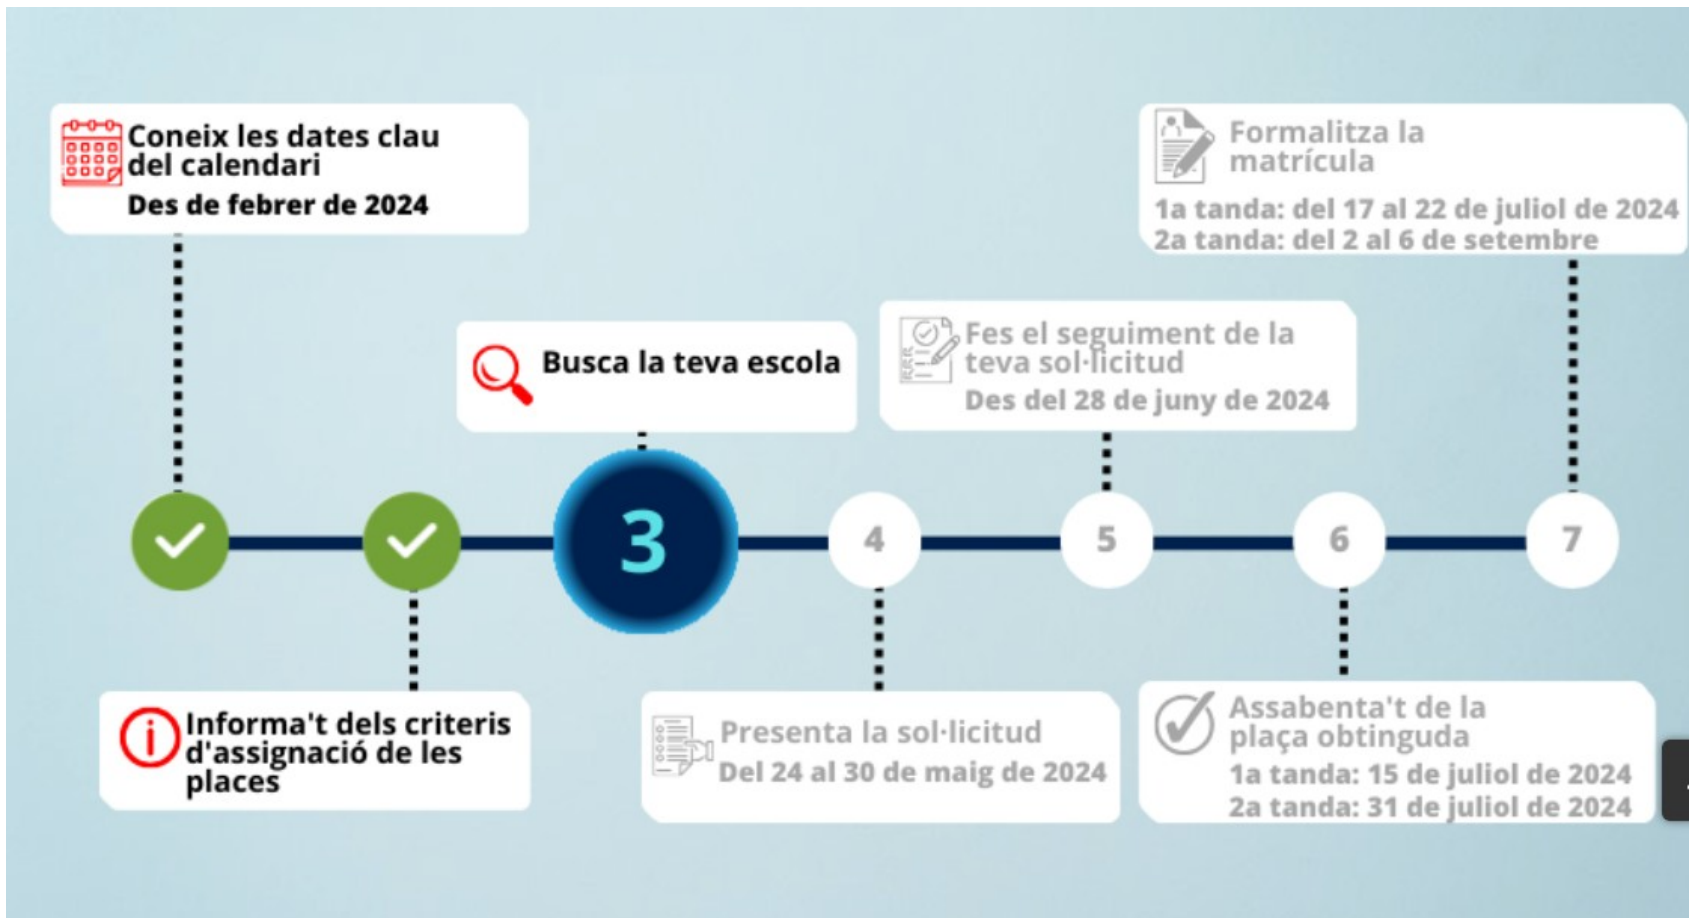 Coneix les dates clau
del calendari
Des de febrer de 2024
Informa't dels criteris
d'assignació de les
places
Busca la teva escola
3
4
Presenta la sol·licitud
Del 24 al 30 de maig de 2024
Fes el seguiment de la
teva sol·licitud
Des del 28 de juny de 2024
5
6
Assabenta't de la
plaça obtinguda
1a tanda: 15 de juliol de 2024
2a tanda: 31 de juliol de 2024
Formalitza la
matrícula
1a tanda: del 17 al 22 de juliol de 2024
2a tanda: del 2 al 6 de setembre
7